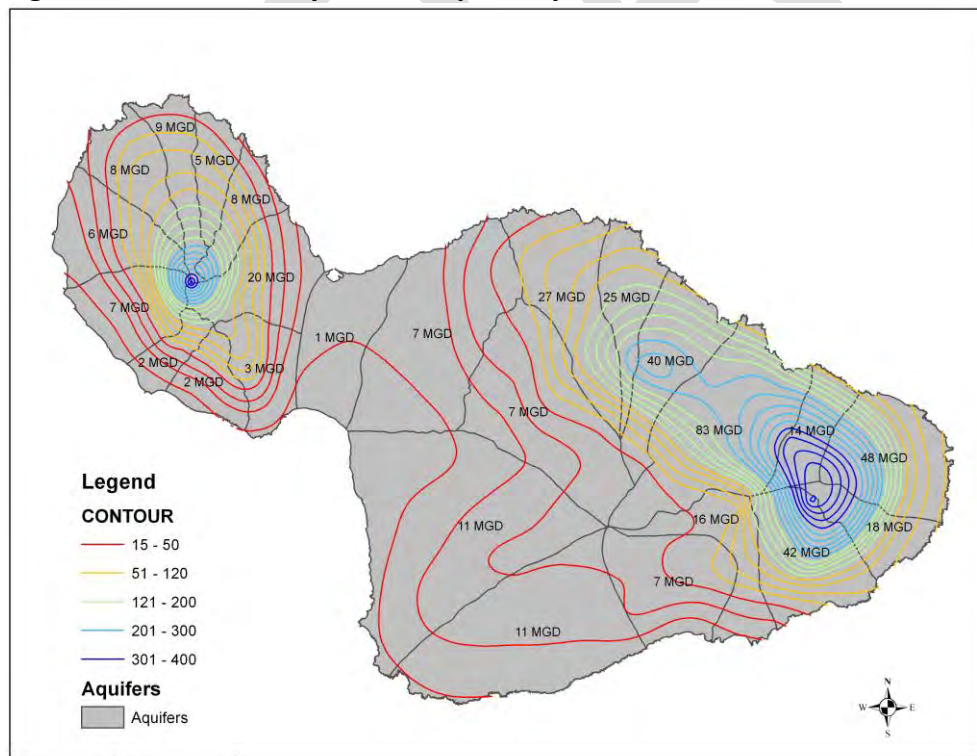 9 MGD
5 MGD
8 MGD
8 MGD
6 MGD
20 MGD
7 MGD
2 MGD
2 MGD
3 MGD
1 MGD
7 MGD
27 MGD
25 MGD
40 MGD
7 MGD
83 MGD
14 MGD
48 MGD
11 MGD
16 MGD
18 MGD
42 MGD
7 MGD
11 MGD
Legend
CONTOUR
15 - 50
51 - 120
121 - 200
201 - 300
301 - 400
Aquifers
Aquifers
N
W E
S